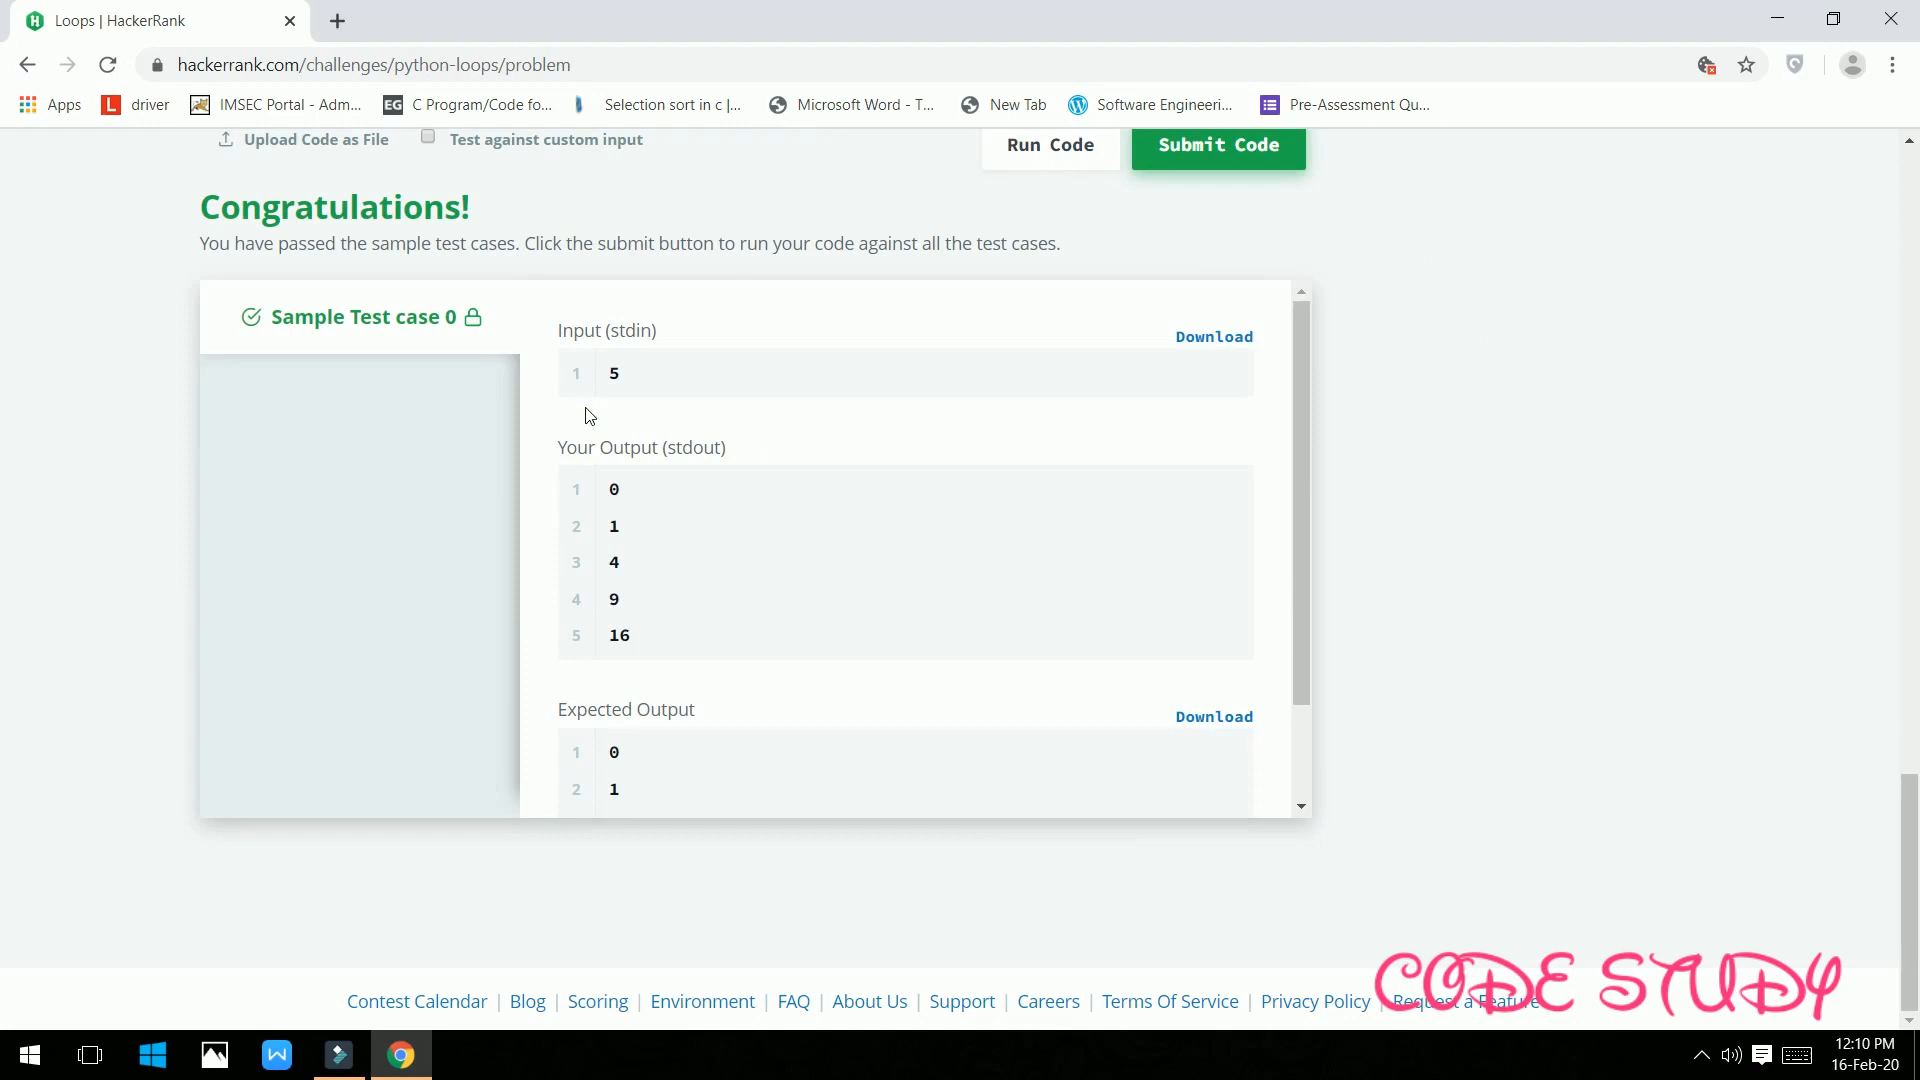 Loops | HackerRank
hackerrank.com/challenges/python-loops/problem
Apps L driver IMSEC Portal - Adm... EG C Program/Code fo... Selection sort in c |... Microsoft Word - T... New Tab Software Engineeri... Pre-Assessment Qu...
Upload Code as File Test against custom input Run Code Submit Code
Congratulations!
You have passed the sample test cases. Click the submit button to run your code against all the test cases.
Sample Test case 0
Input (stdin)
Download
1 5
Your Output (stdout)
1 0
2 1
3 4
4 9
5 16
Expected Output
Download
1 0
2 1
Contest Calendar | Blog | Scoring | Environment | FAQ | About Us | Support | Careers | Terms Of Service | Privacy Policy | Request a Feature
CODE STUDY
12:10 PM
16-Feb-20